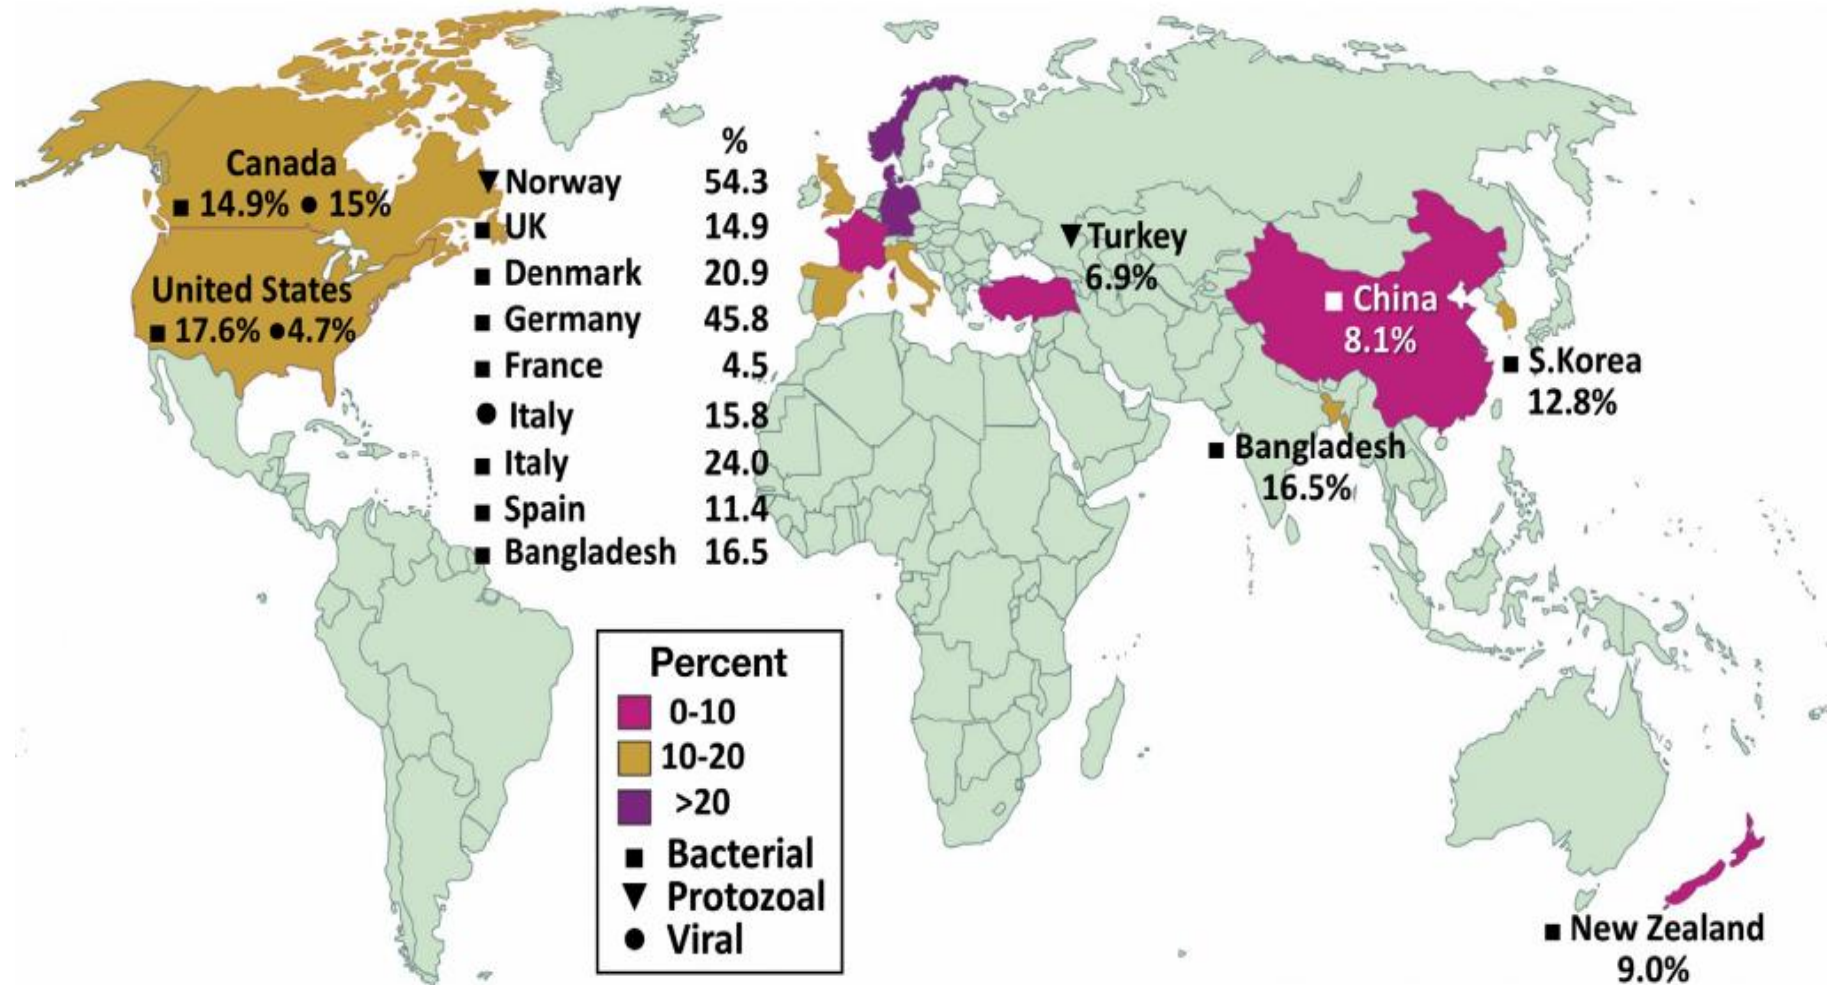 Canada
■ 14.9% ● 15%
United States
■ 17.6% ●4.7%
%
▼Norway 54.3
■ UK 14.9
■ Denmark 20.9
■ Germany 45.8
■ France 4.5
● Italy 15.8
■ Italy 24.0
■ Spain 11.4
■ Bangladesh 16.5
▼Turkey
6.9%
■ China
8.1%
■ S.Korea
12.8%
■ Bangladesh
16.5%
Percent
0-10
10-20
>20
■ Bacterial
▼ Protozoal
● Viral
■ New Zealand
9.0%